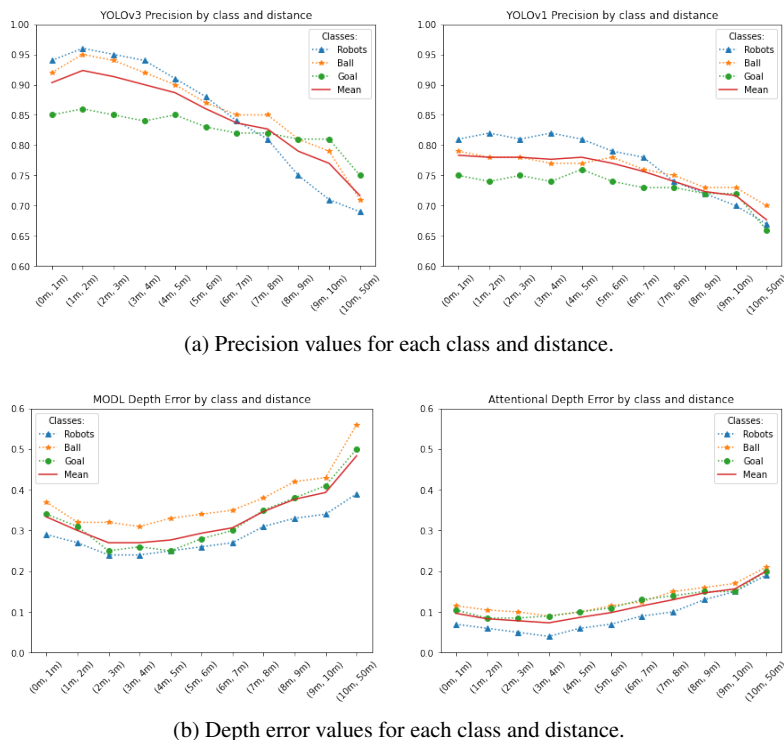 YOLOv3 Precision by class and distance
1.00
0.95
0.90
0.85
0.80
0.75
0.70
0.65
0.60
Classes:
Robots
Ball
Goal
Mean
(0m, 1m)
(1m, 2m)
(2m, 3m)
(3m, 4m)
(4m, 5m)
(5m, 6m)
(6m, 7m)
(7m, 8m)
(8m, 9m)
(9m, 10m)
(10m, 50m)
YOLOv1 Precision by class and distance
1.00
0.95
0.90
0.85
0.80
0.75
0.70
0.65
0.60
Classes:
Robots
Ball
Goal
Mean
(0m, 1m)
(1m, 2m)
(2m, 3m)
(3m, 4m)
(4m, 5m)
(5m, 6m)
(6m, 7m)
(7m, 8m)
(8m, 9m)
(9m, 10m)
(10m, 50m)
(a) Precision values for each class and distance.
MODL Depth Error by class and distance
0.6
0.5
0.4
0.3
0.2
0.1
0.0
Classes:
Robots
Ball
Goal
Mean
(0m, 1m)
(1m, 2m)
(2m, 3m)
(3m, 4m)
(4m, 5m)
(5m, 6m)
(6m, 7m)
(7m, 8m)
(8m, 9m)
(9m, 10m)
(10m, 50m)
Attentional Depth Error by class and distance
0.6
0.5
0.4
0.3
0.2
0.1
0.0
Classes:
Robots
Ball
Goal
Mean
(0m, 1m)
(1m, 2m)
(2m, 3m)
(3m, 4m)
(4m, 5m)
(5m, 6m)
(6m, 7m)
(7m, 8m)
(8m, 9m)
(9m, 10m)
(10m, 50m)
(b) Depth error values for each class and distance.